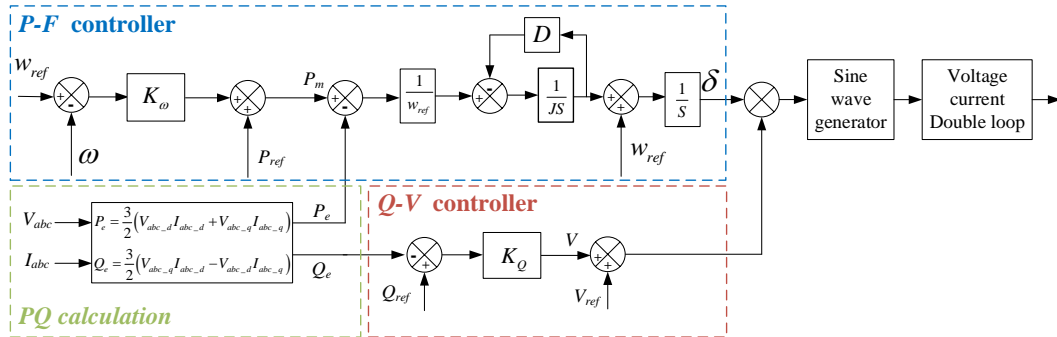 P-F controller
w_ref
-
K_ω
+
+
P_m
-
1/w_ref
-
D
1/JS
+
+
1/S
δ
Sine wave generator
Voltage current Double loop
ω
P_ref
w_ref
V_abc
P_e = 3/2 (V_abc_d I_abc_d + V_abc_q I_abc_q)
P_e
I_abc
Q_e = 3/2 (V_abc_q I_abc_d − V_abc_d I_abc_q)
Q_e
PQ calculation
Q-V controller
-
+
K_Q
V
+
+
Q_ref
V_ref